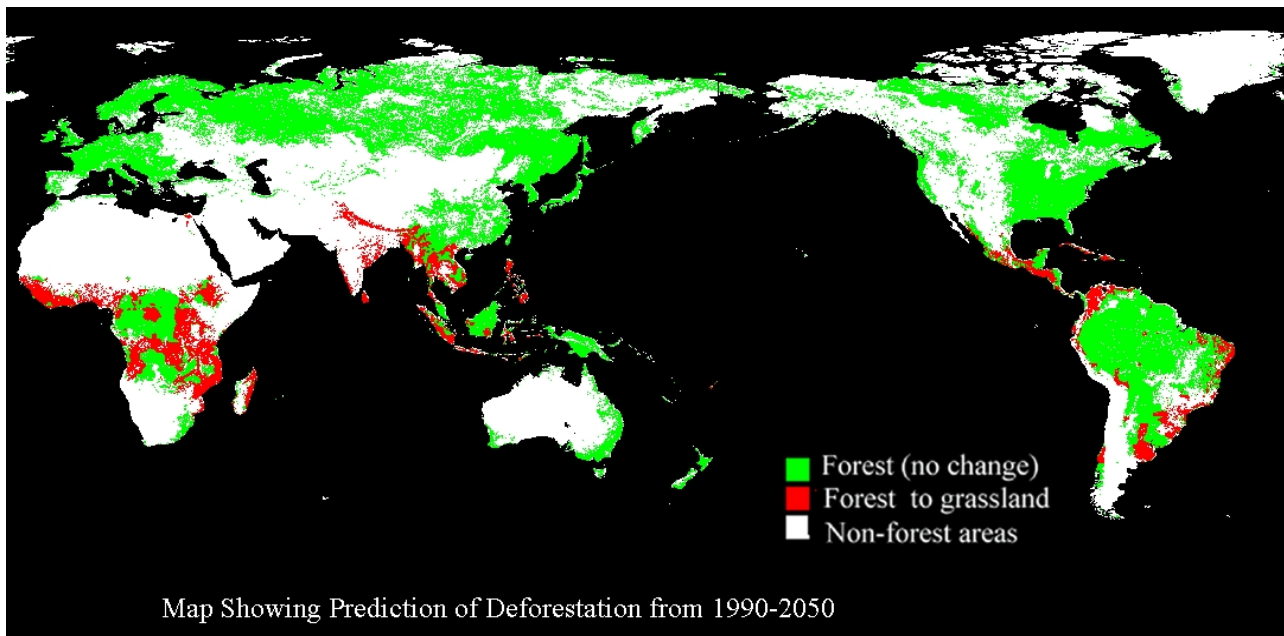 Forest (no change)
Forest to grassland
Non-forest areas
Map Showing Prediction of Deforestation from 1990-2050